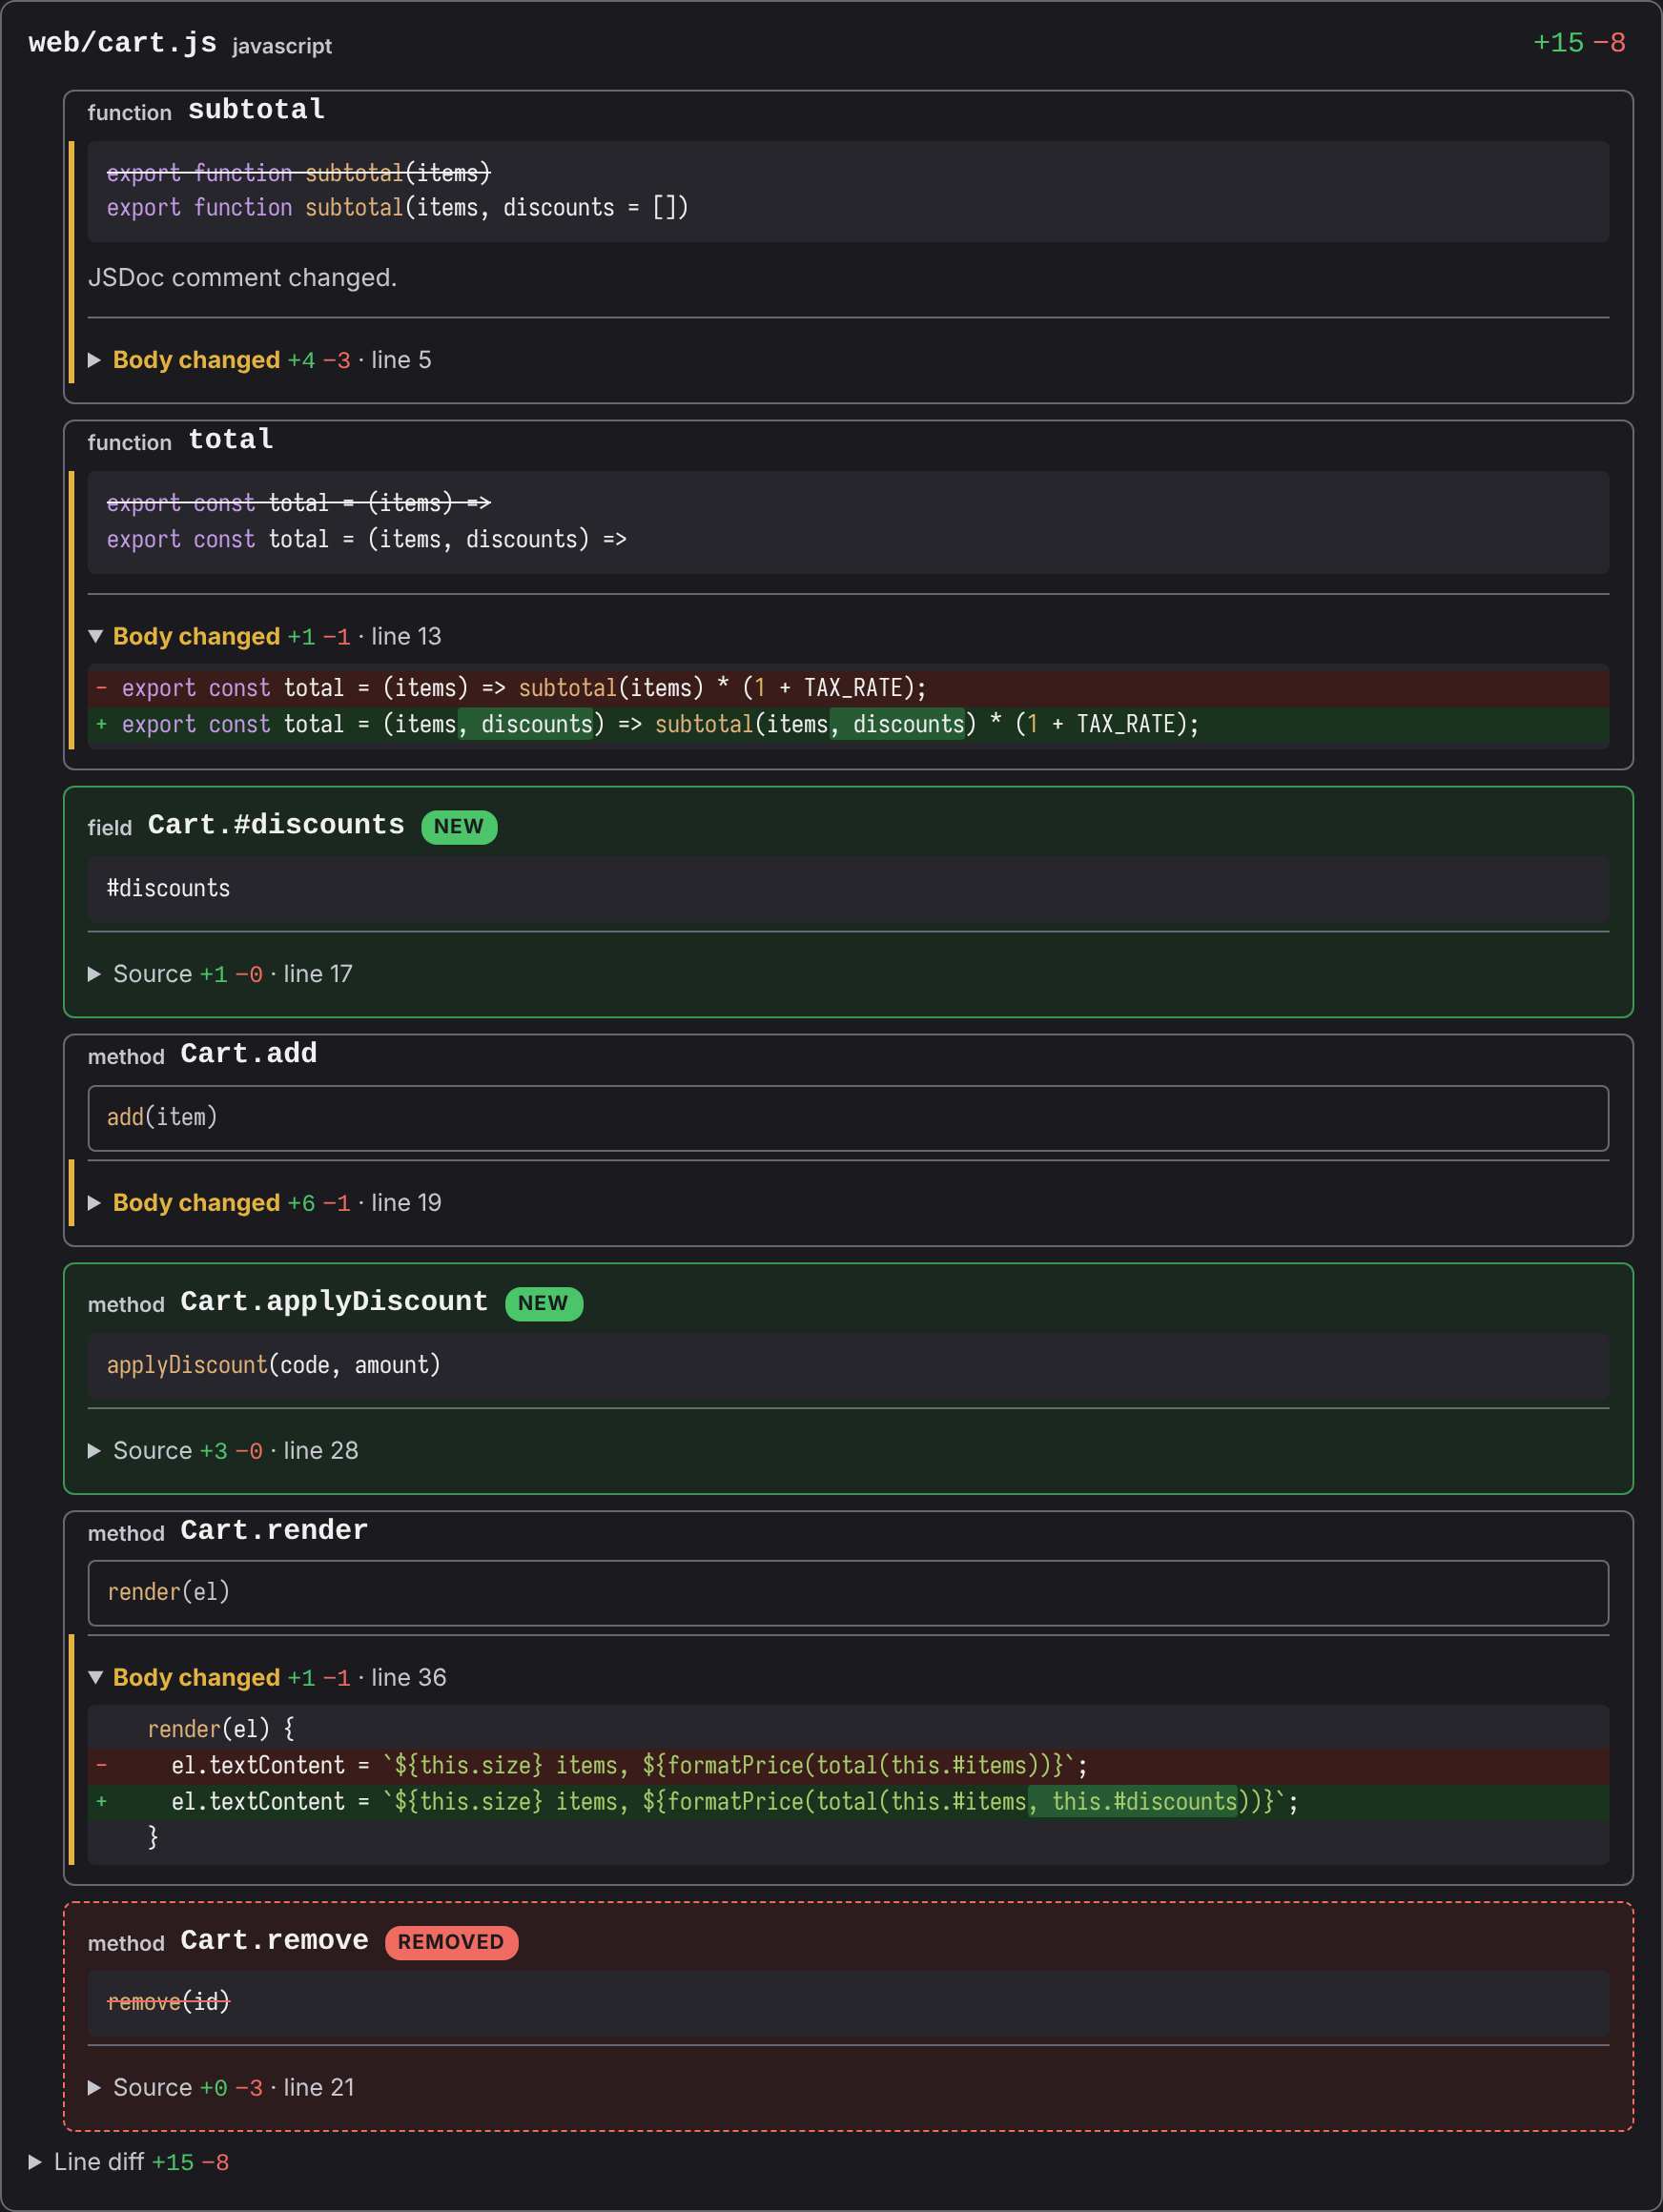 web/cart.js javascript +15 −8
function subtotal
export function subtotal(items)
export function subtotal(items, discounts = [])
JSDoc comment changed.
▶ Body changed +4 −3 · line 5
function total
export const total = (items) =>
export const total = (items, discounts) =>
▼ Body changed +1 −1 · line 13
- export const total = (items) => subtotal(items) * (1 + TAX_RATE);
+ export const total = (items, discounts) => subtotal(items, discounts) * (1 + TAX_RATE);
field Cart.#discounts NEW
#discounts
▶ Source +1 −0 · line 17
method Cart.add
add(item)
▶ Body changed +6 −1 · line 19
method Cart.applyDiscount NEW
applyDiscount(code, amount)
▶ Source +3 −0 · line 28
method Cart.render
render(el)
▼ Body changed +1 −1 · line 36
render(el) {
- el.textContent = `${this.size} items, ${formatPrice(total(this.#items))}`;
+ el.textContent = `${this.size} items, ${formatPrice(total(this.#items, this.#discounts))}`;
}
method Cart.remove REMOVED
remove(id)
▶ Source +0 −3 · line 21
▶ Line diff +15 −8